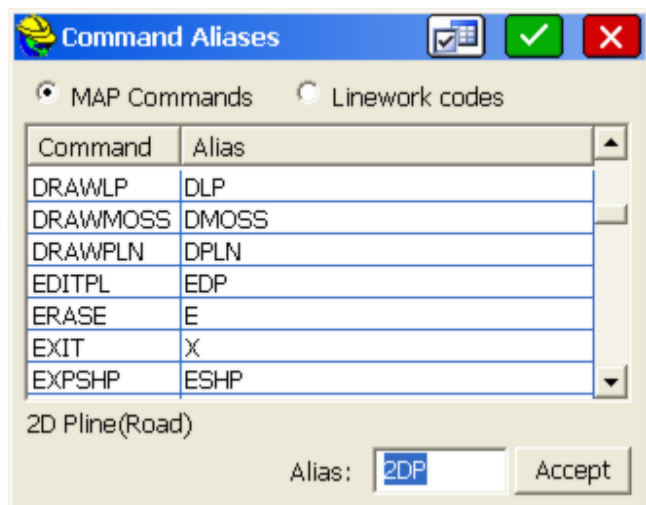 Command Aliases
MAP Commands Linework codes
Command Alias
DRAWLP DLP
DRAWMOSS DMOSS
DRAWPLN DPLN
EDITPL EDP
ERASE E
EXIT X
EXPSHP ESHP
2D Pline(Road)
Alias: 2DP Accept